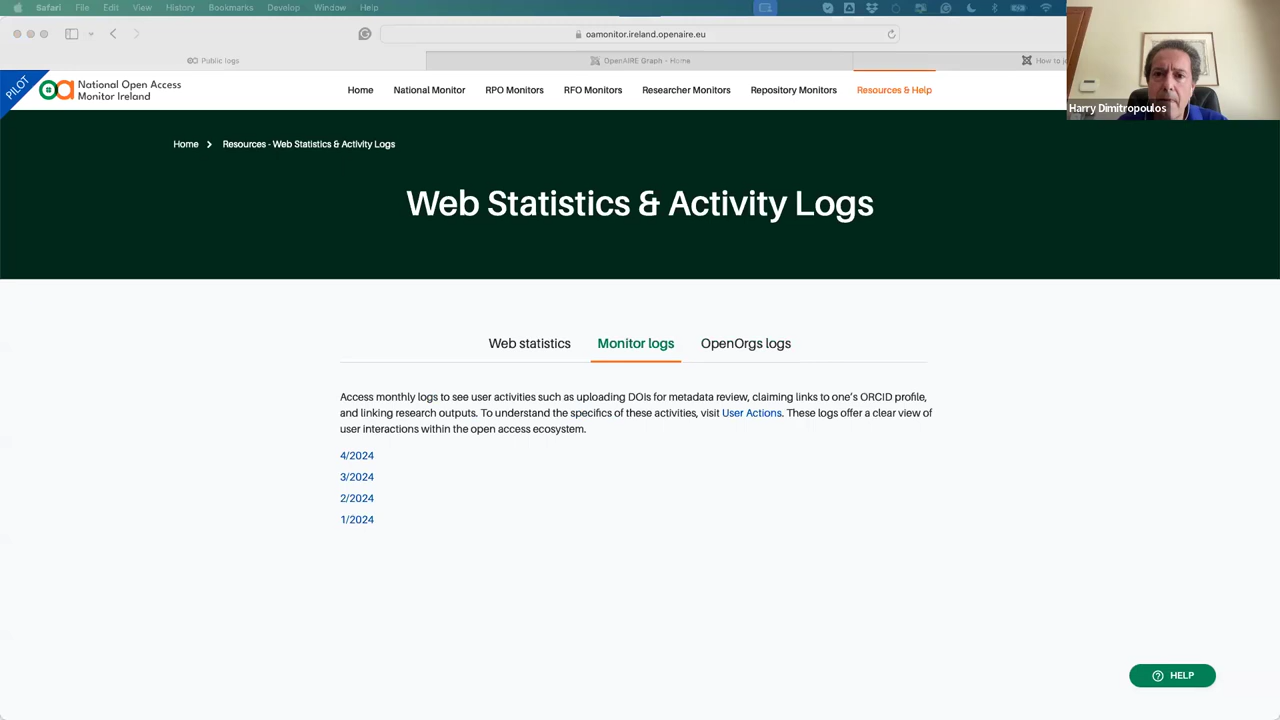 Safari File Edit View History Bookmarks Develop Window Help
oamonitor.ireland.openaire.eu
Public logs
OpenAIRE Graph - Home
PILOT
National Open Access
Monitor Ireland
Home National Monitor RPO Monitors RFO Monitors Researcher Monitors Repository Monitors Resources & Help
Harry Dimitropoulos
Home Resources - Web Statistics & Activity Logs
Web Statistics & Activity Logs
Web statistics Monitor logs OpenOrgs logs
Access monthly logs to see user activities such as uploading DOIs for metadata review, claiming links to one’s ORCID profile,
and linking research outputs. To understand the specifics of these activities, visit User Actions. These logs offer a clear view of
user interactions within the open access ecosystem.
4/2024
3/2024
2/2024
1/2024
HELP